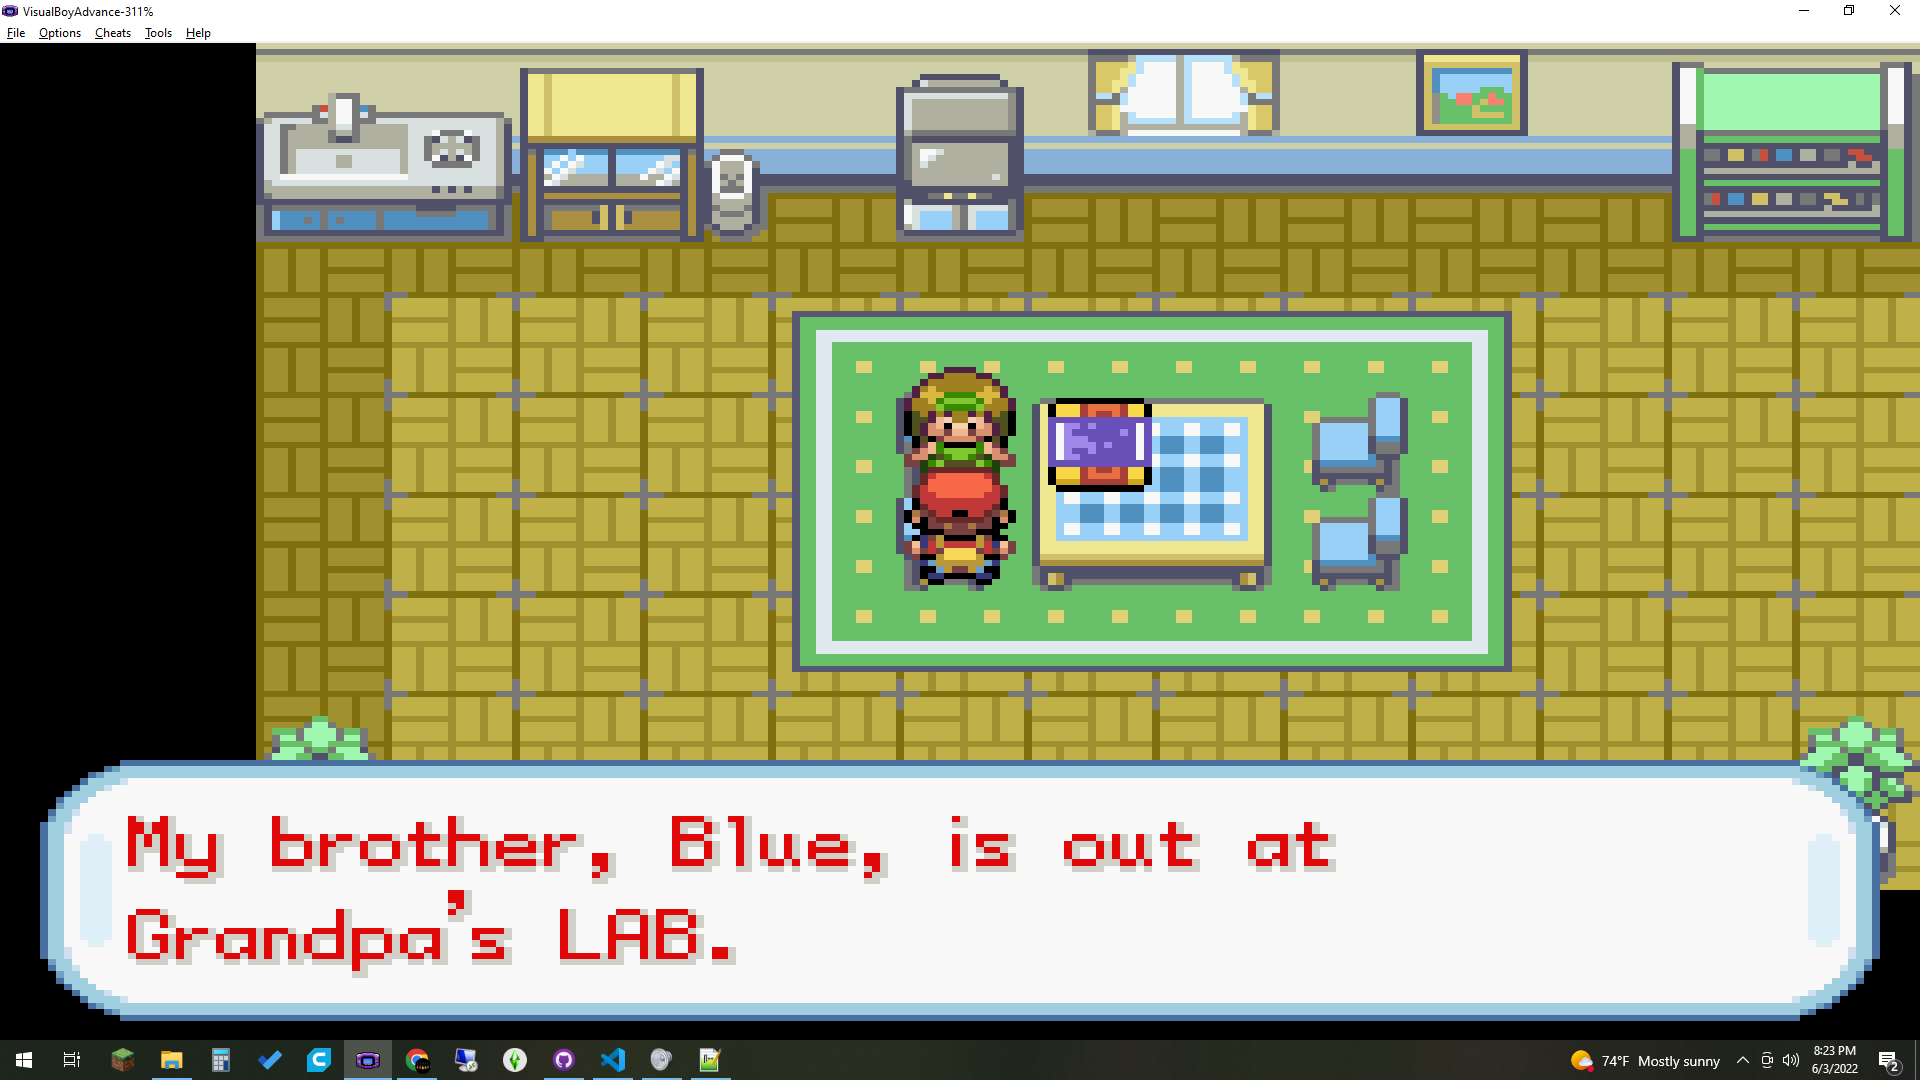 VisualBoyAdvance-311%
File Options Cheats Tools Help
My brother, Blue, is out at
Grandpa's LAB.
74°F Mostly sunny
8:23 PM
6/3/2022
2